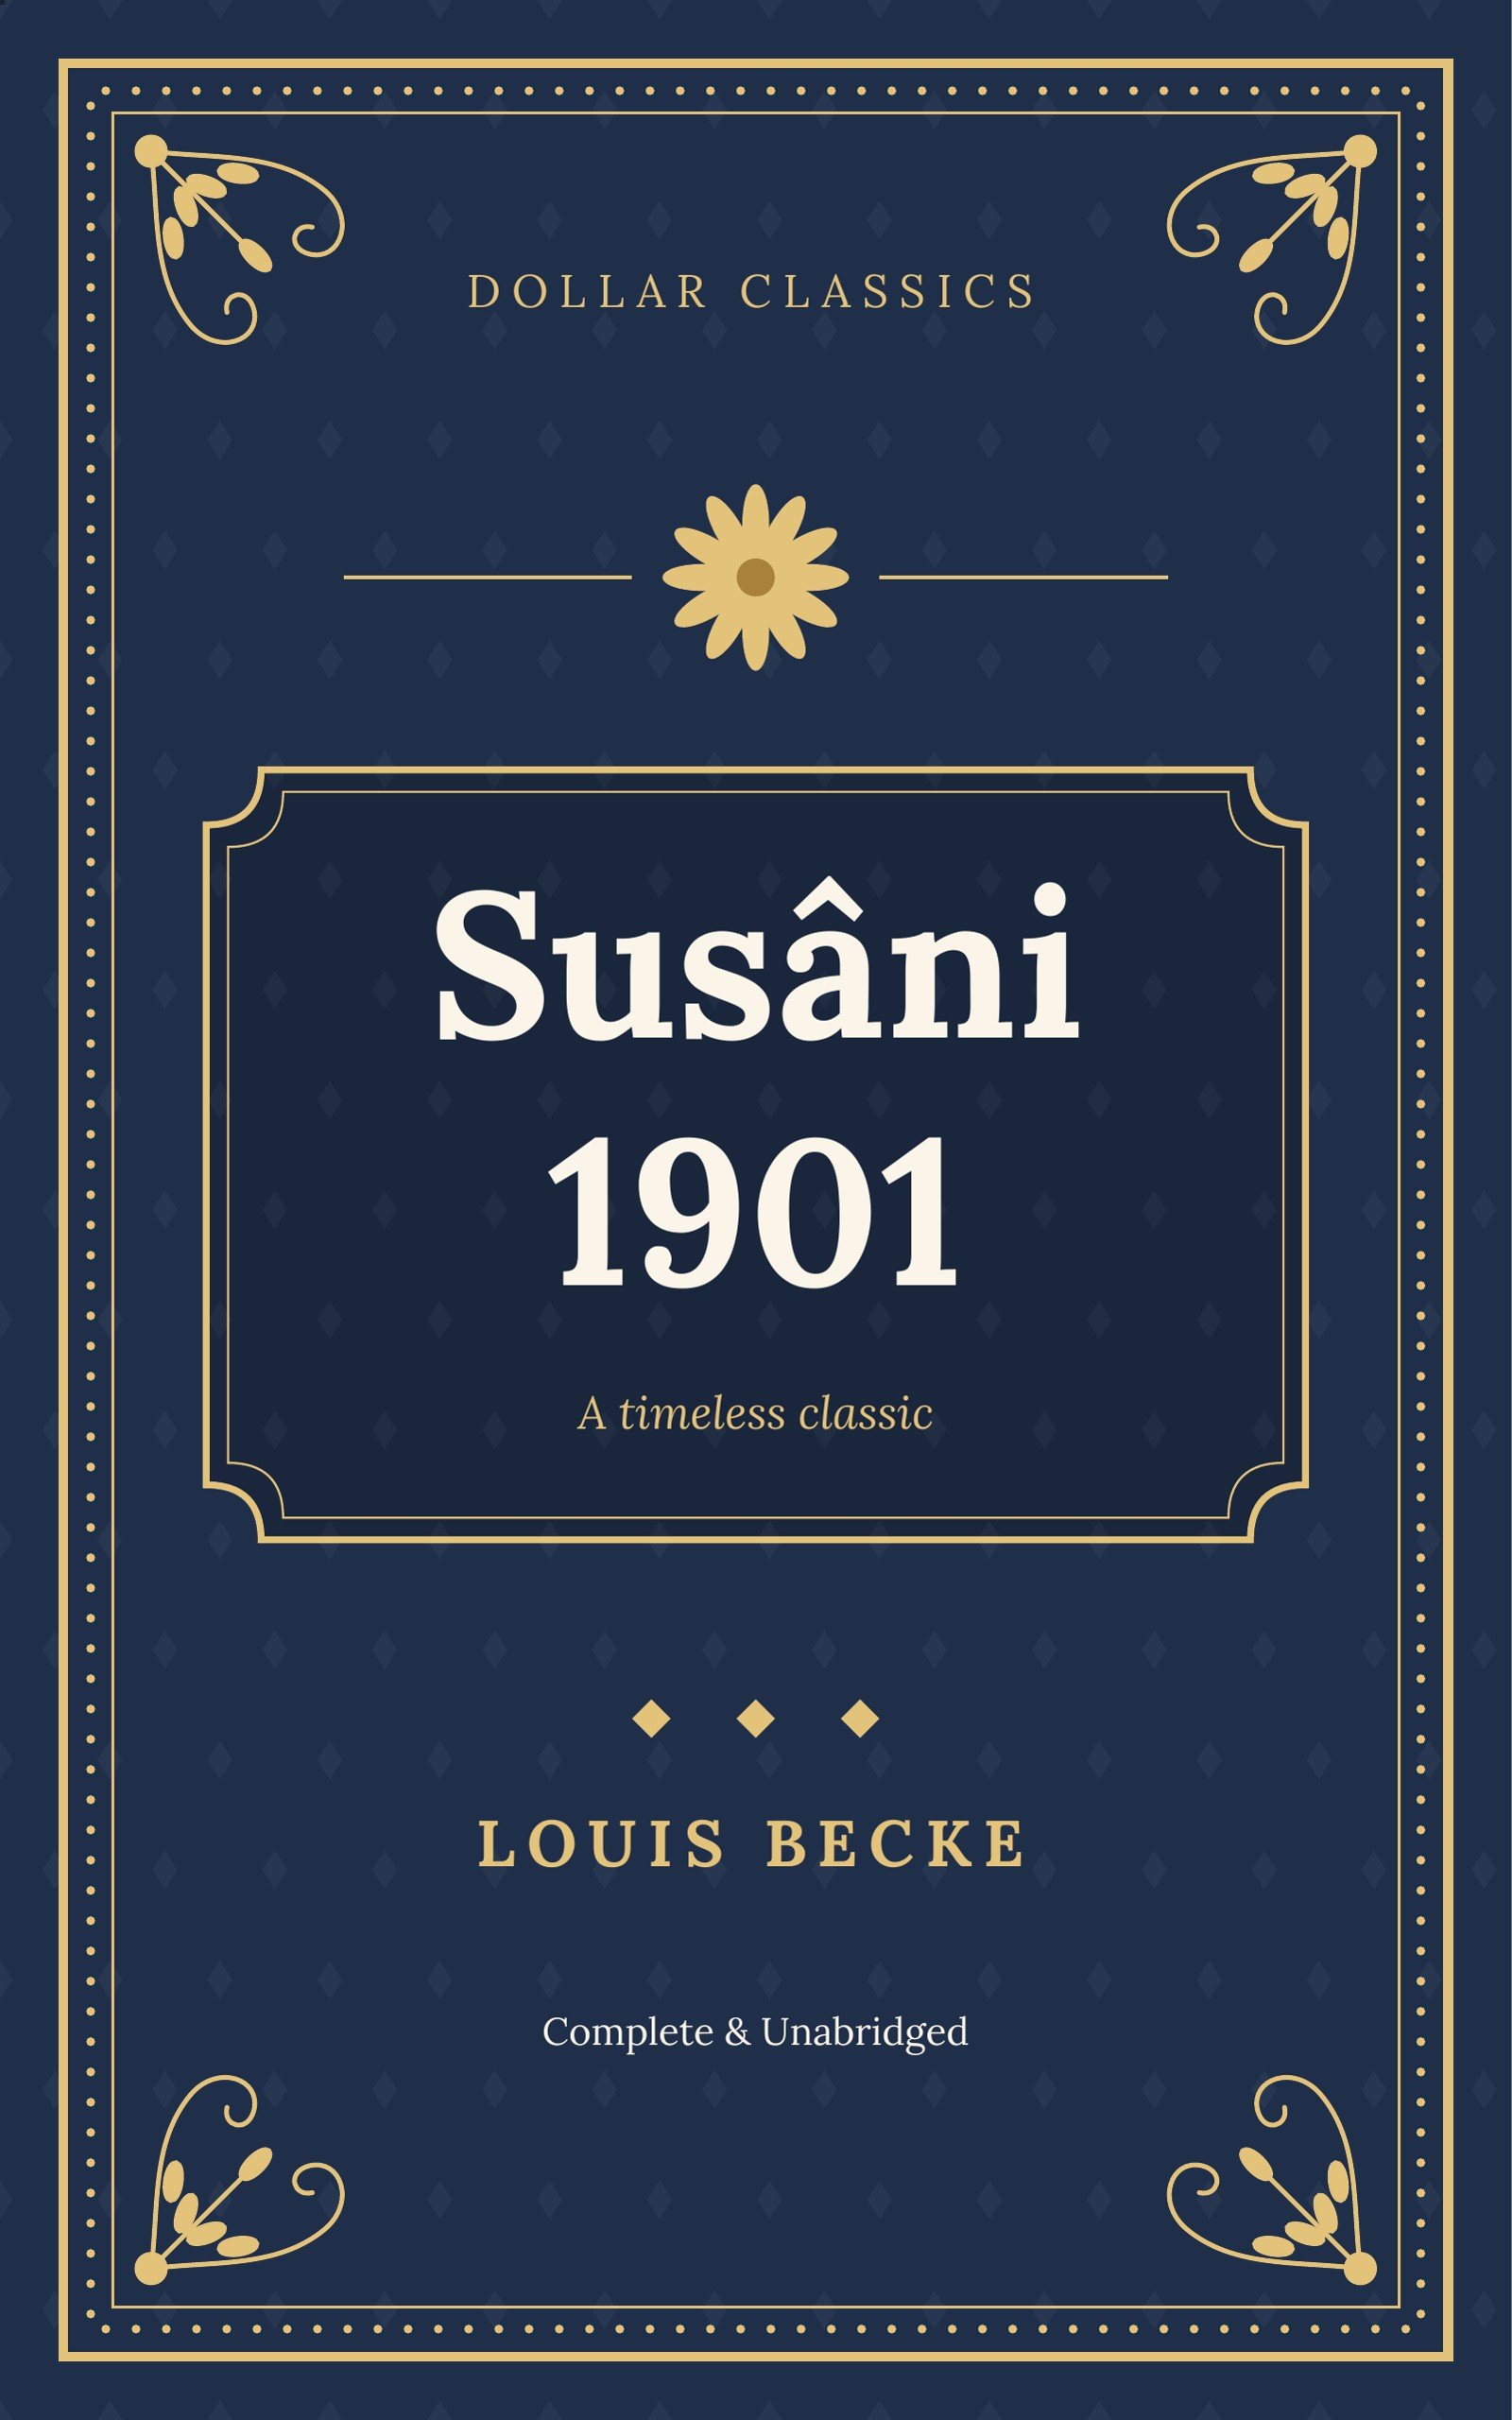 DOLLAR CLASSICS
Susâni
1901
A timeless classic
LOUIS BECKE
Complete & Unabridged